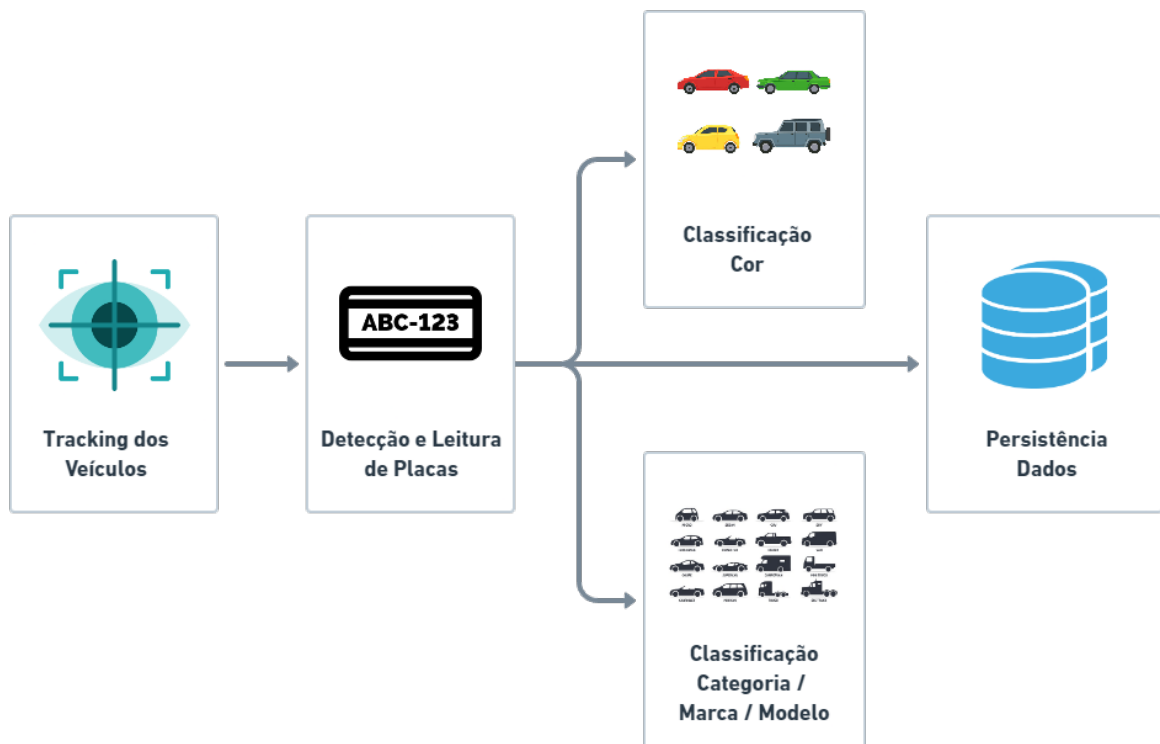 Tracking dos
Veículos
ABC-123
Detecção e Leitura
de Placas
Classificação
Cor
Classificação
Categoria /
Marca / Modelo
Persistência
Dados